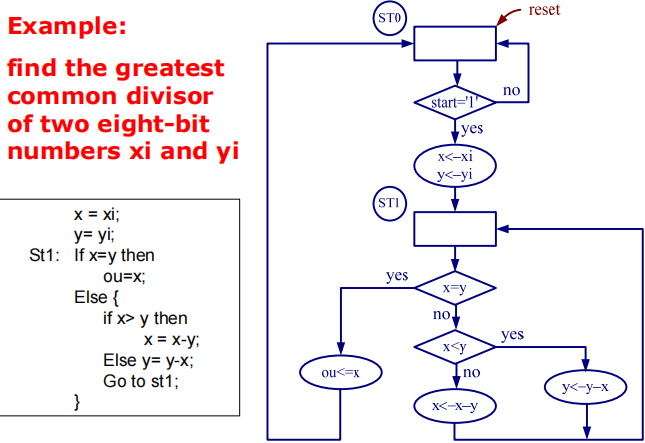 Example:
find the greatest
common divisor
of two eight-bit
numbers xi and yi
x = xi;
y= yi;
St1: If x=y then
ou=x;
Else {
if x> y then
x = x-y;
Else y= y-x;
Go to st1;
}
ST0
reset
start='1'
no
yes
x<–xi
y<–yi
ST1
x=y
yes
no
x<y
yes
no
ou<=x
x<–x–y
y<–y–x